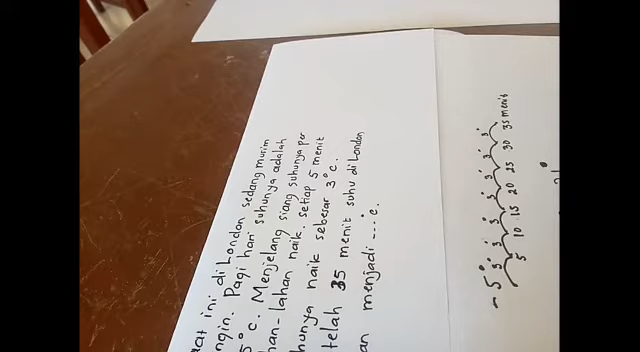 aat ini di London sedang musim
ngin. Pagi hari suhunya adalah
5°c. Menjelang siang suhunya per
han-lahan naik. setiap 5 menit
hunya naik sebesar 3°c.
telah 35 menit suhu di London
an menjadi ... °c.
-5° 3° 3° 3° 3° 3° 3° 3°
5 10 15 20 25 30 35 menit